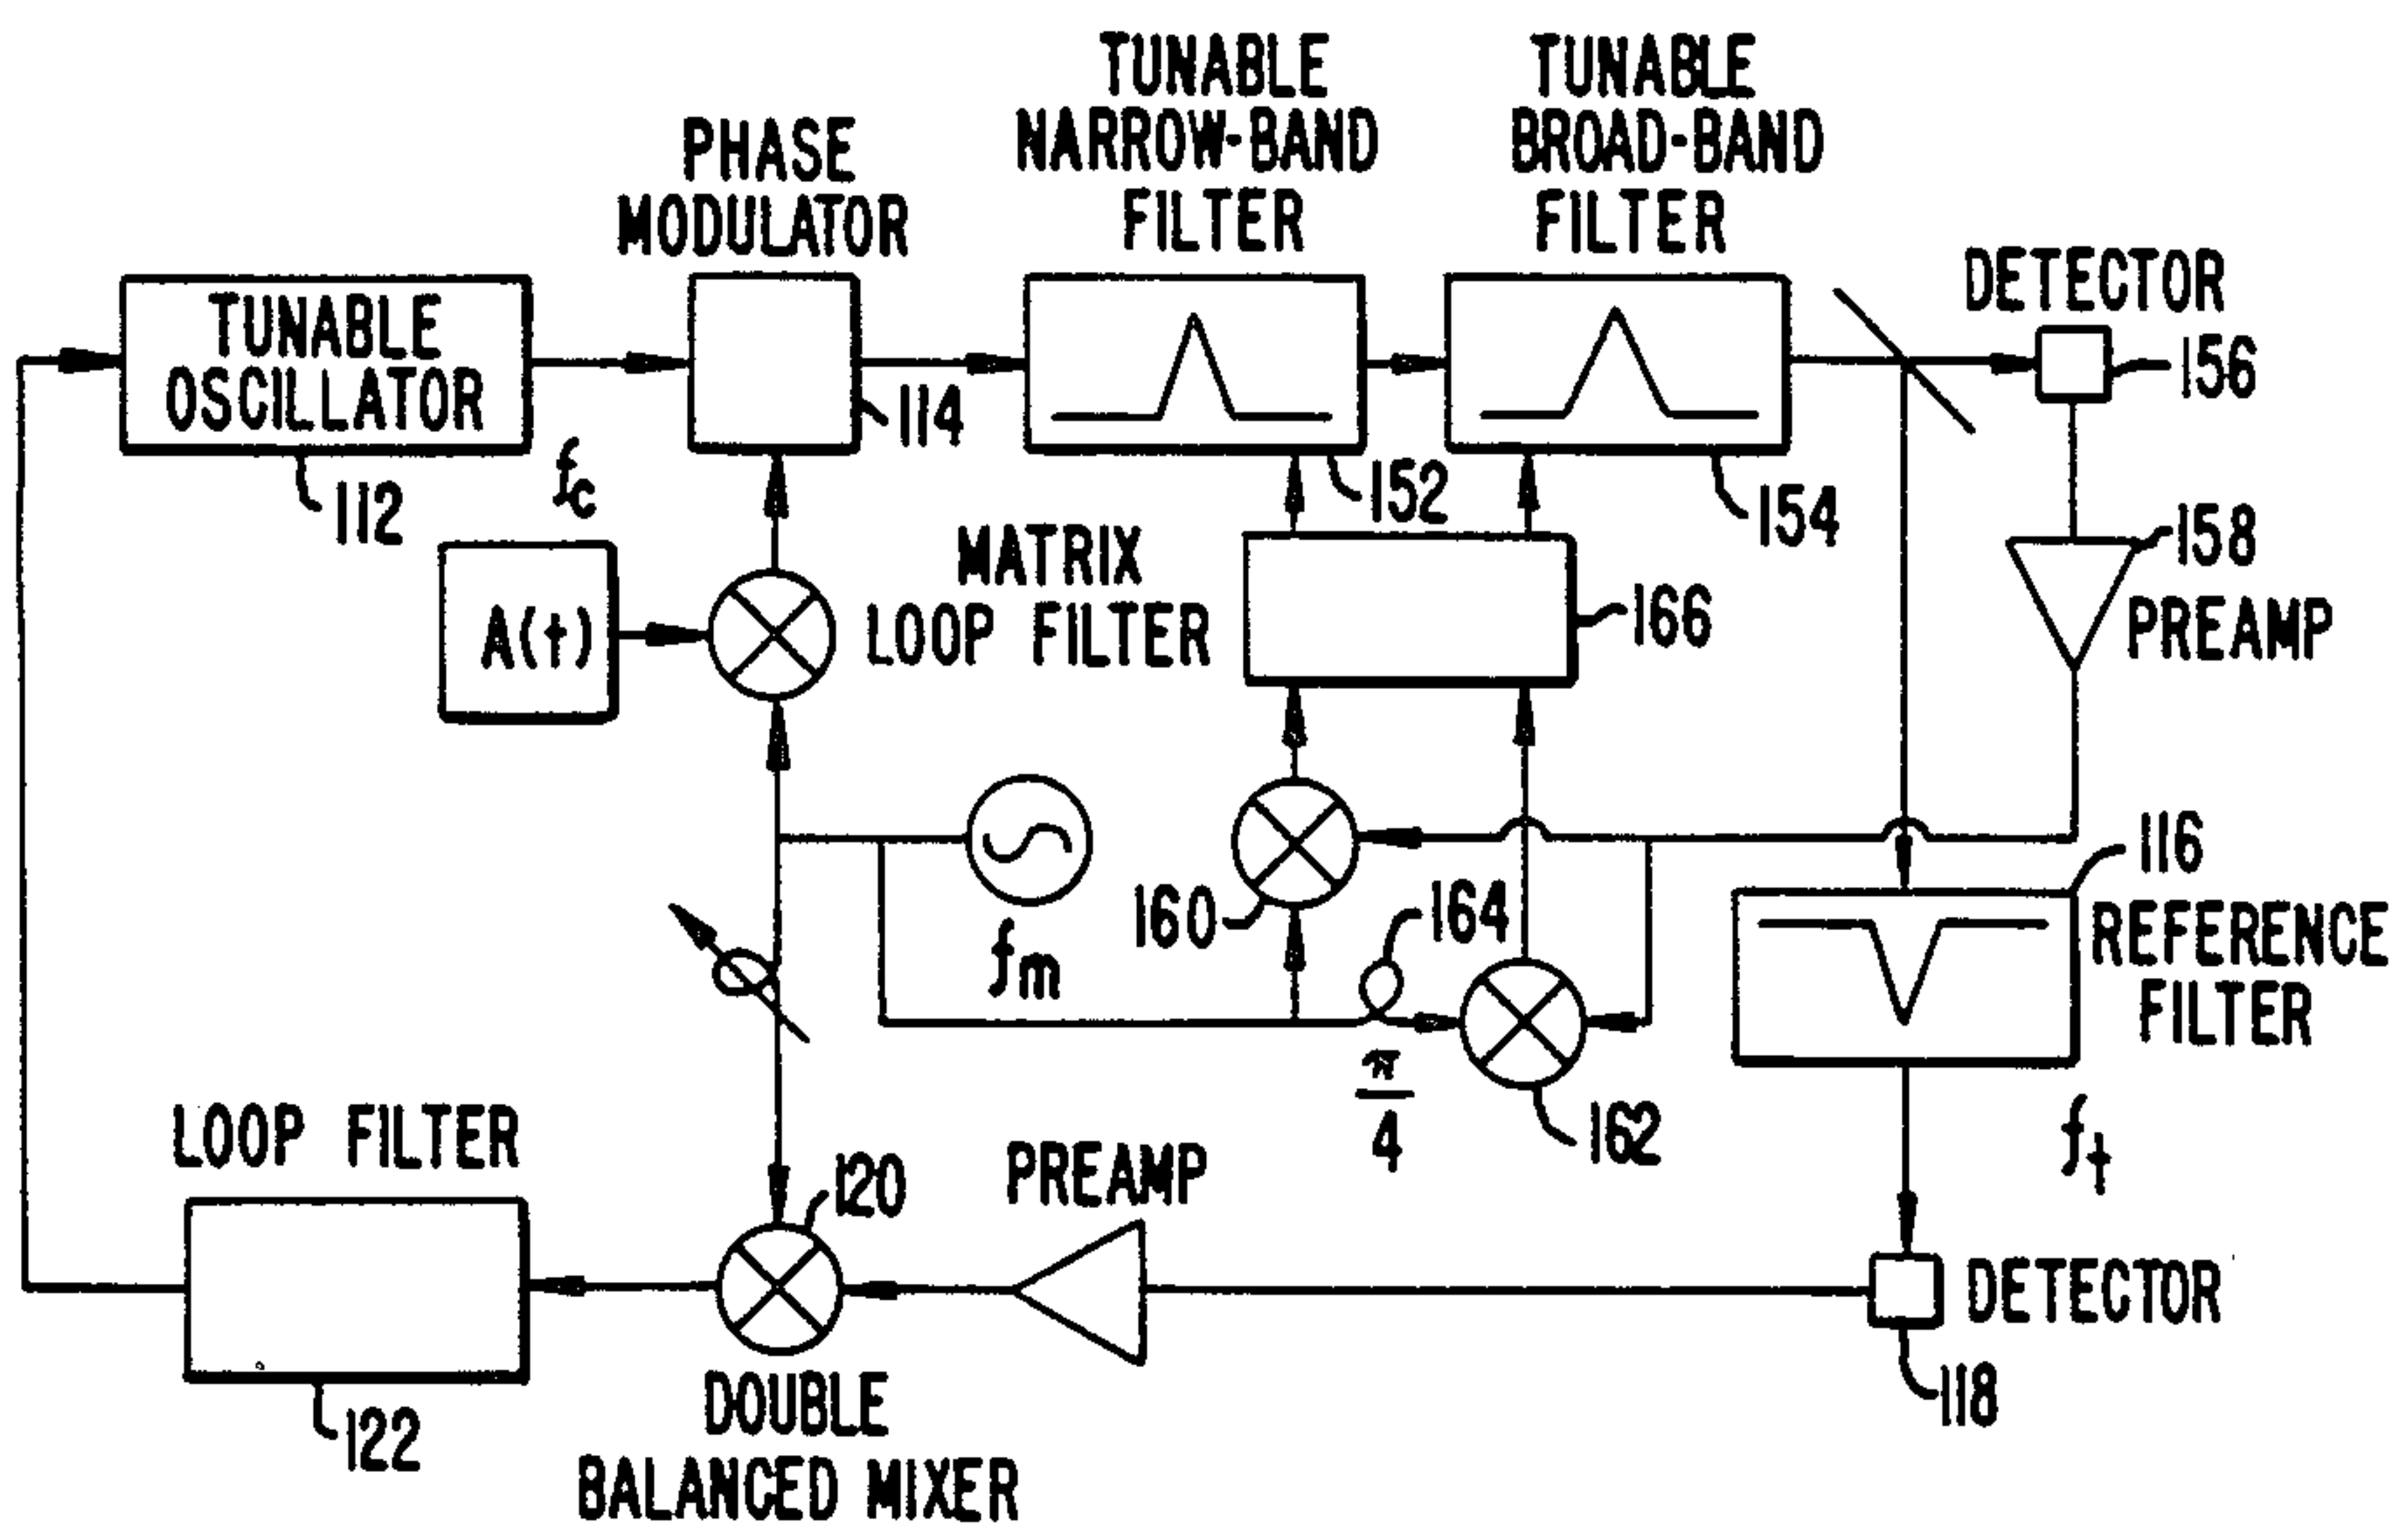 TUNABLE
NARROW-BAND
FILTER
TUNABLE
BROAD-BAND
FILTER
PHASE
MODULATOR
DETECTOR
TUNABLE
OSCILLATOR
114
156
fc
112
152
154
158
PREAMP
MATRIX
LOOP FILTER
166
A(t)
fm
160
164
116
REFERENCE
FILTER
π
4
162
ft
LOOP FILTER
120
PREAMP
DETECTOR
118
122
DOUBLE
BALANCED MIXER